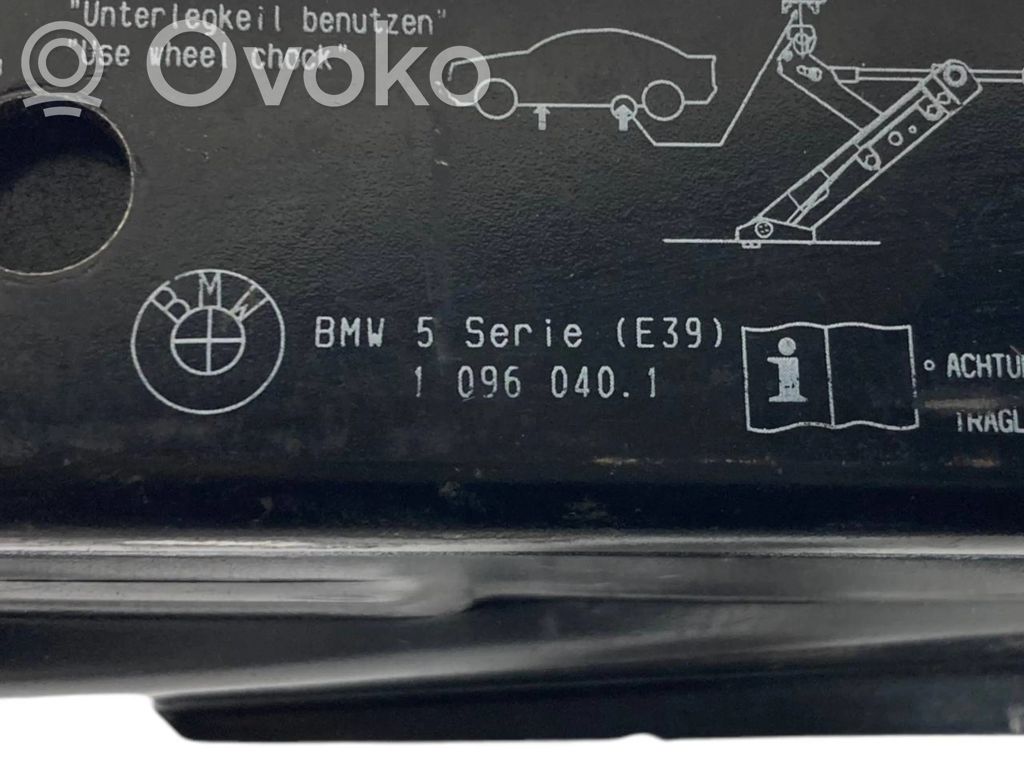 "Unterlegkeil benutzen"
"Use wheel chock"
Ovoko
R
BMW
BMW 5 Serie (E39)
1 096 040.1
i
° ACHTU
TRAGL